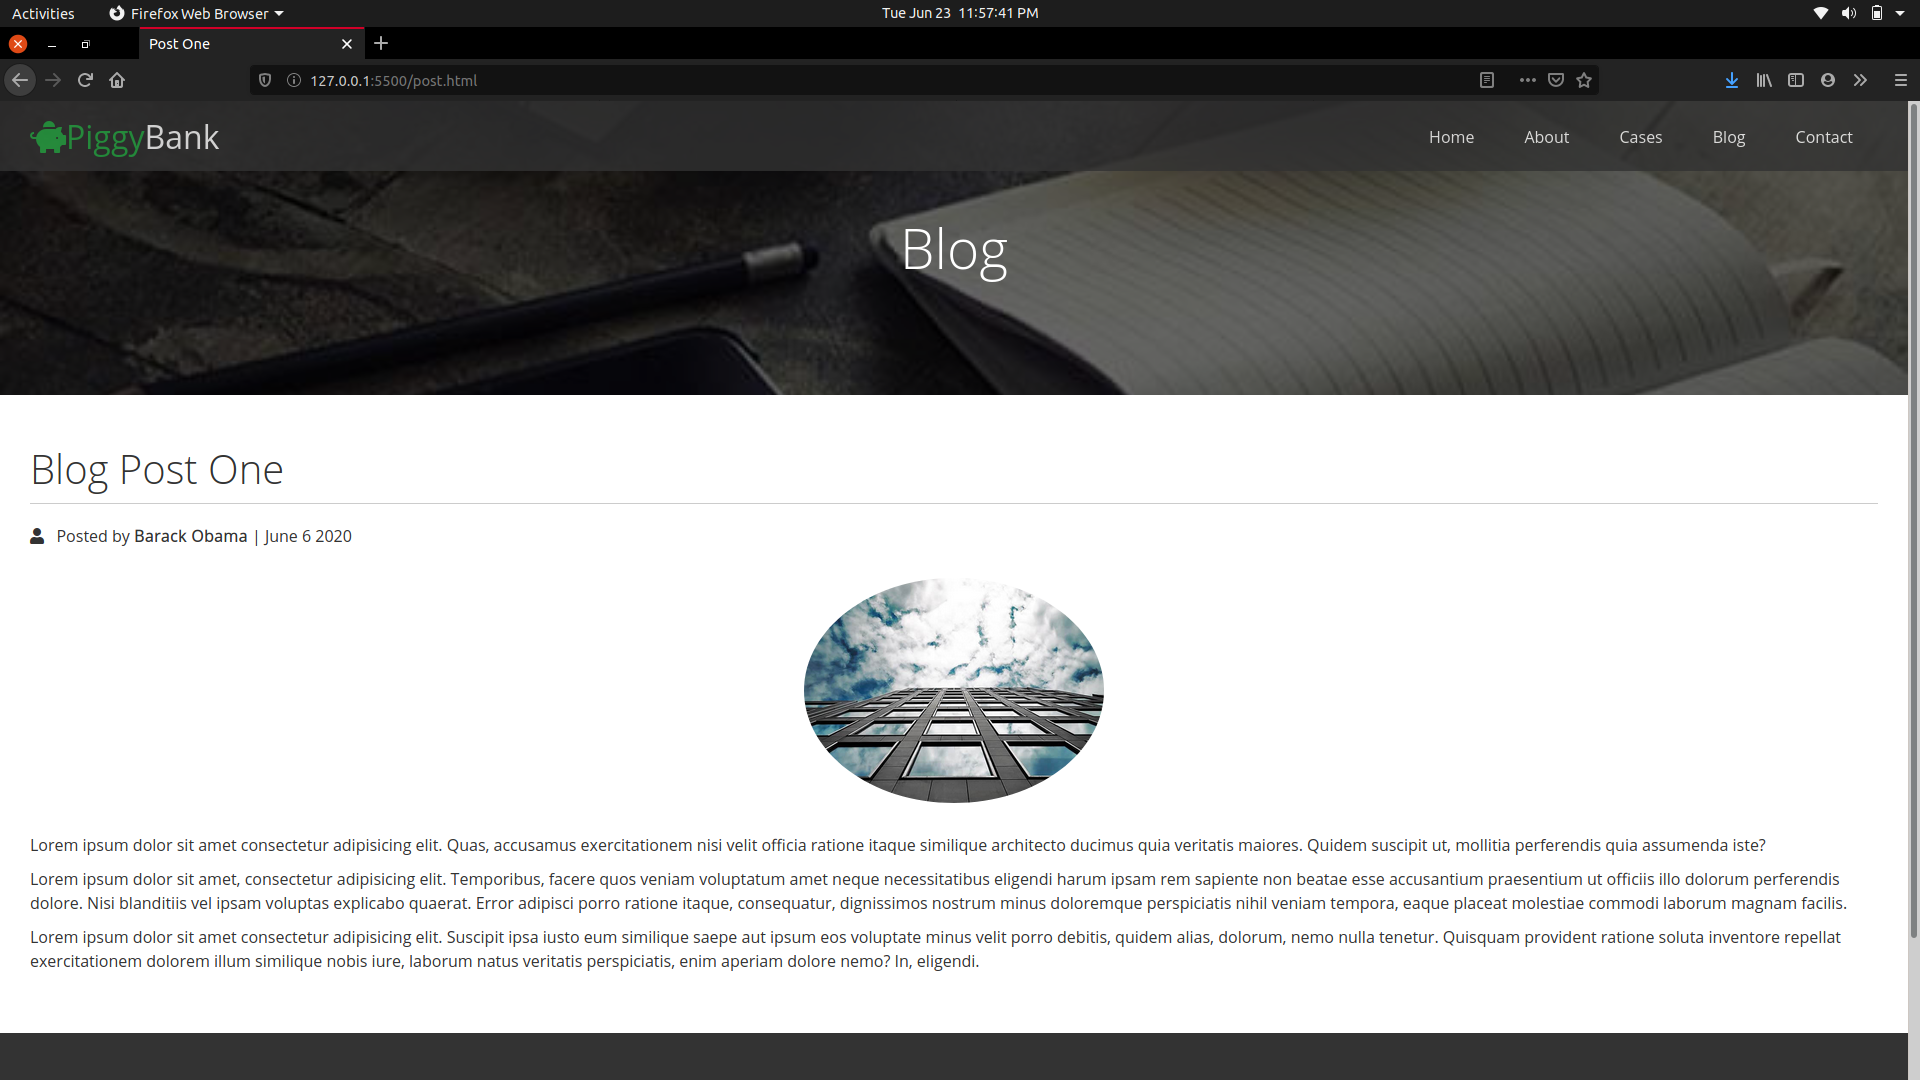 Activities
Firefox Web Browser
Tue Jun 23 11:57:41 PM
Post One
127.0.0.1:5500/post.html
PiggyBank
Home
About
Cases
Blog
Contact
Blog
Blog Post One
Posted by Barack Obama | June 6 2020
Lorem ipsum dolor sit amet consectetur adipisicing elit. Quas, accusamus exercitationem nisi velit officia ratione itaque similique architecto ducimus quia veritatis maiores. Quidem suscipit ut, mollitia perferendis quia assumenda iste?
Lorem ipsum dolor sit amet, consectetur adipisicing elit. Temporibus, facere quos veniam voluptatum amet neque necessitatibus eligendi harum ipsam rem sapiente non beatae esse accusantium praesentium ut officiis illo dolorum perferendis
dolore. Nisi blanditiis vel ipsam voluptas explicabo quaerat. Error adipisci porro ratione itaque, consequatur, dignissimos nostrum minus doloremque perspiciatis nihil veniam tempora, eaque placeat molestiae commodi laborum magnam facilis.
Lorem ipsum dolor sit amet consectetur adipisicing elit. Suscipit ipsa iusto eum similique saepe aut ipsum eos voluptate minus velit porro debitis, quidem alias, dolorum, nemo nulla tenetur. Quisquam provident ratione soluta inventore repellat
exercitationem dolorem illum similique nobis iure, laborum natus veritatis perspiciatis, enim aperiam dolore nemo? In, eligendi.